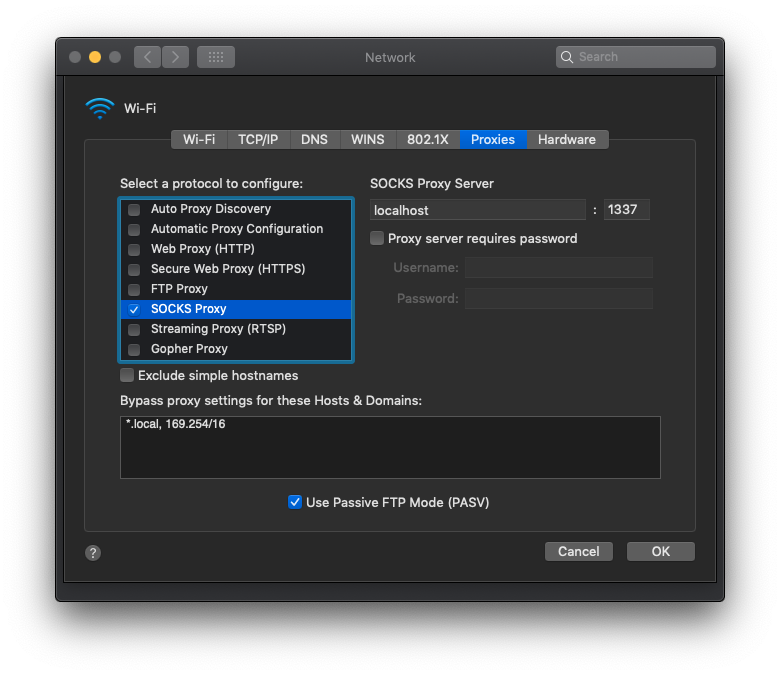 Network
Search
Wi-Fi
Wi-Fi TCP/IP DNS WINS 802.1X Proxies Hardware
Select a protocol to configure:
Auto Proxy Discovery
Automatic Proxy Configuration
Web Proxy (HTTP)
Secure Web Proxy (HTTPS)
FTP Proxy
SOCKS Proxy
Streaming Proxy (RTSP)
Gopher Proxy
SOCKS Proxy Server
localhost : 1337
Proxy server requires password
Username:
Password:
Exclude simple hostnames
Bypass proxy settings for these Hosts & Domains:
*.local, 169.254/16
Use Passive FTP Mode (PASV)
?
Cancel
OK